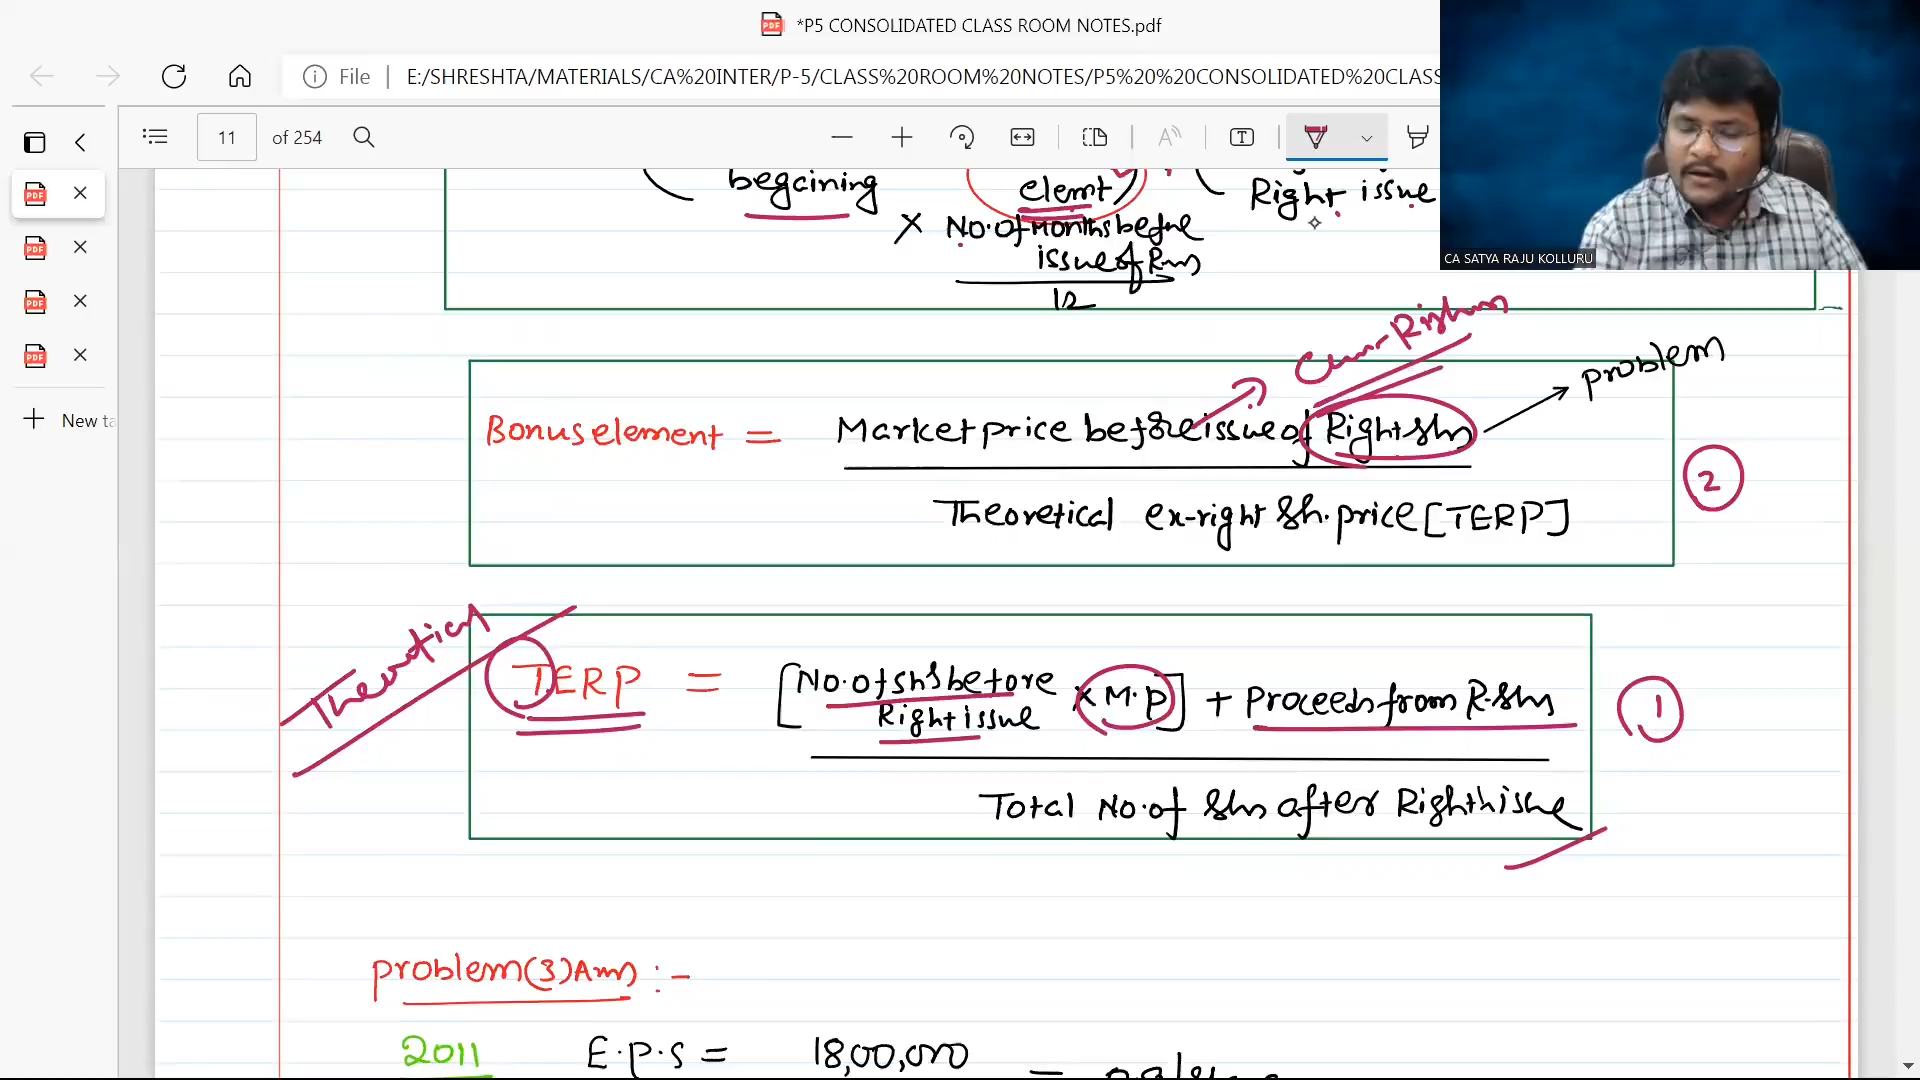 *P5 CONSOLIDATED CLASS ROOM NOTES.pdf
File E:/SHRESHTA/MATERIALS/CA%20INTER/P-5/CLASS%20ROOM%20NOTES/P5%20%20CONSOLIDATED%20CLASS
11 of 254
New ta
CA SATYA RAJU KOLLURU
begcining
elemt)
Right issue
× No.of months before
issue of Rms
12
Cum-Rights
problem
Bonus element = Market price before issue of Right shs
Theoretical ex-right sh.price [TERP]
2
Theoritical
TERP = [No.of shs before × M.P] + proceeds from R.shs
Right issue
1
Total No.of shs after Right issue
problem(3)Ans :-
2011 E.P.S = 18,00,000
=